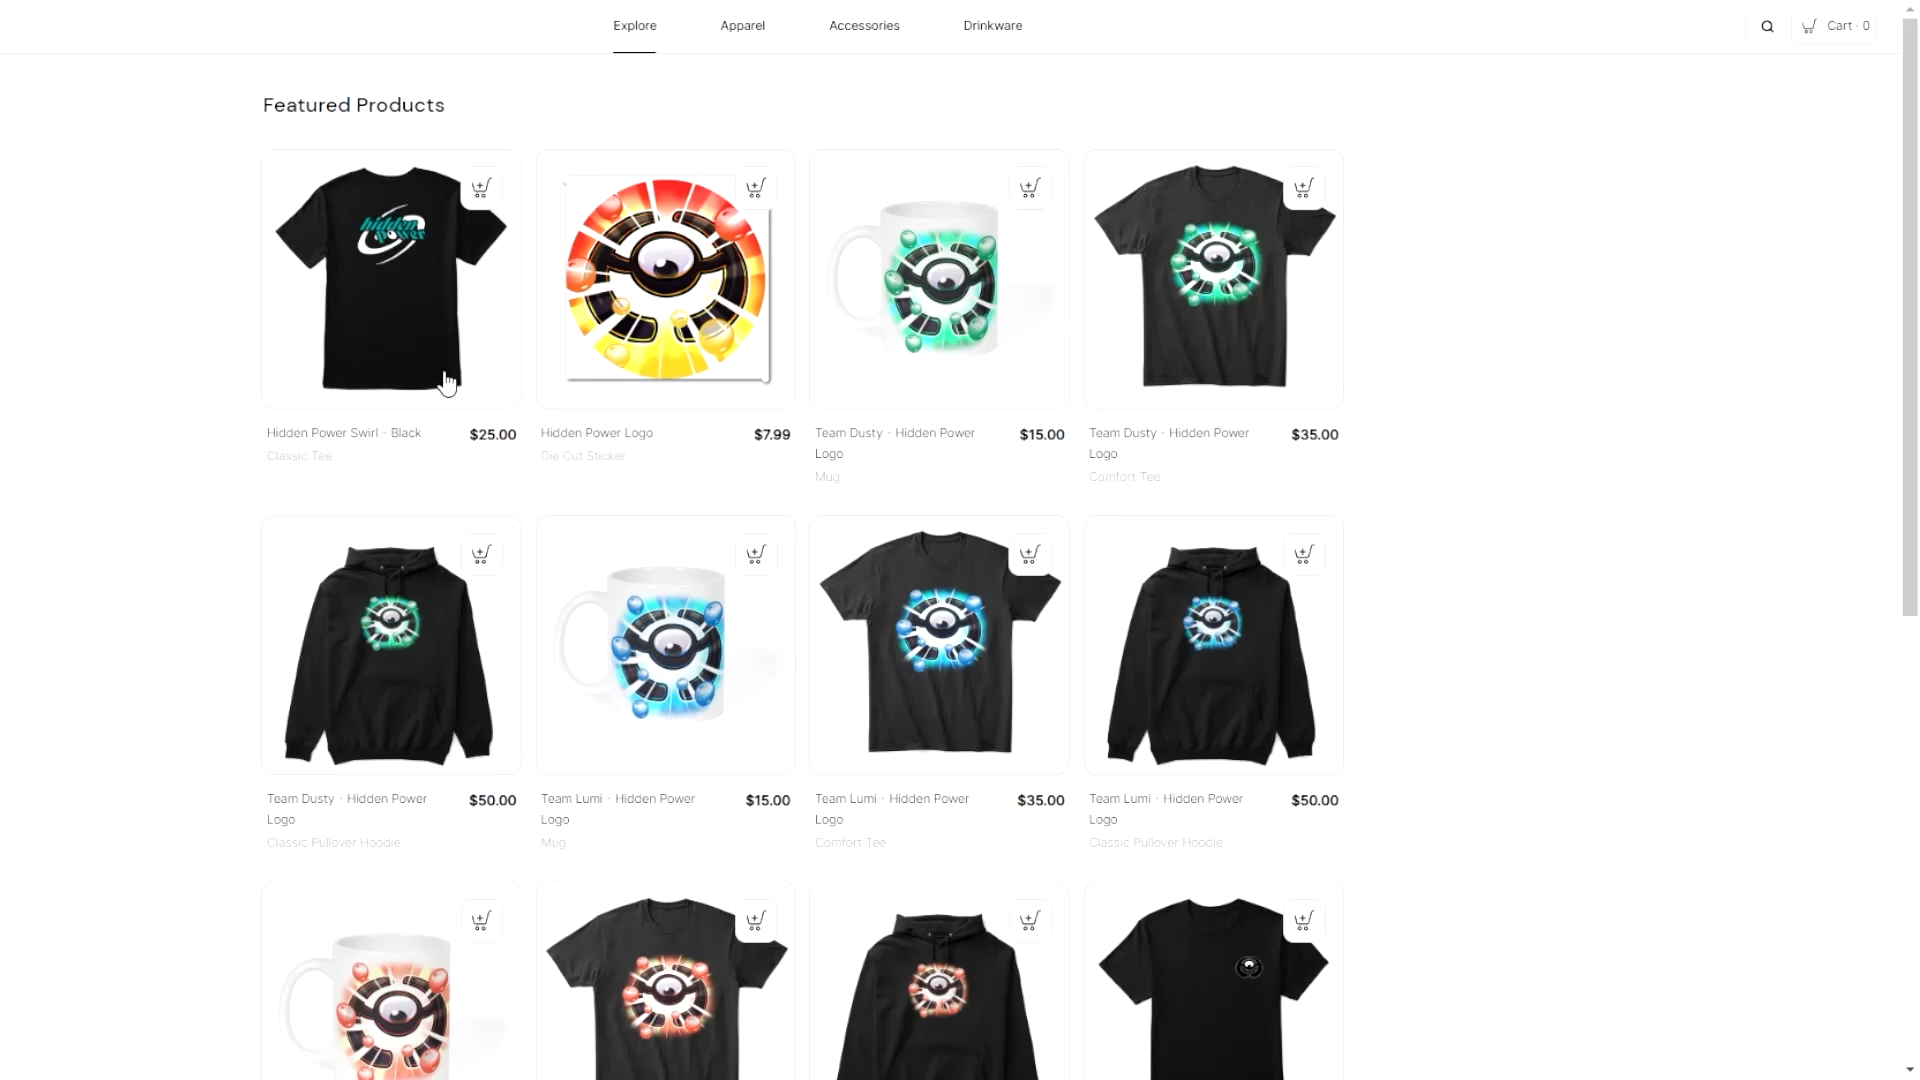 Explore Apparel Accessories Drinkware Cart · 0
Featured Products
hidden
power
Hidden Power Swirl - Black $25.00
Classic Tee
Hidden Power Logo $7.99
Die Cut Sticker
Team Dusty - Hidden Power $15.00
Logo
Mug
Team Dusty - Hidden Power $35.00
Logo
Comfort Tee
Team Dusty - Hidden Power $50.00
Logo
Classic Pullover Hoodie
Team Lumi - Hidden Power $15.00
Logo
Mug
Team Lumi - Hidden Power $35.00
Logo
Comfort Tee
Team Lumi - Hidden Power $50.00
Logo
Classic Pullover Hoodie